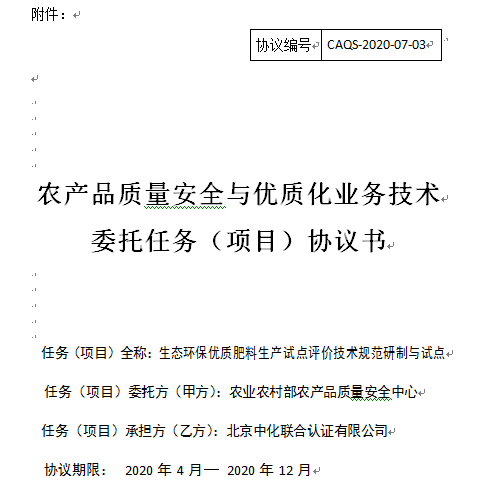 附件：
协议编号 CAQS-2020-07-03
农产品质量安全与优质化业务技术
委托任务（项目）协议书
任务（项目）全称：生态环保优质肥料生产试点评价技术规范研制与试点
任务（项目）委托方（甲方）：农业农村部农产品质量安全中心
任务（项目）承担方（乙方）：北京中化联合认证有限公司
协议期限： 2020 年 4 月— 2020 年 12 月